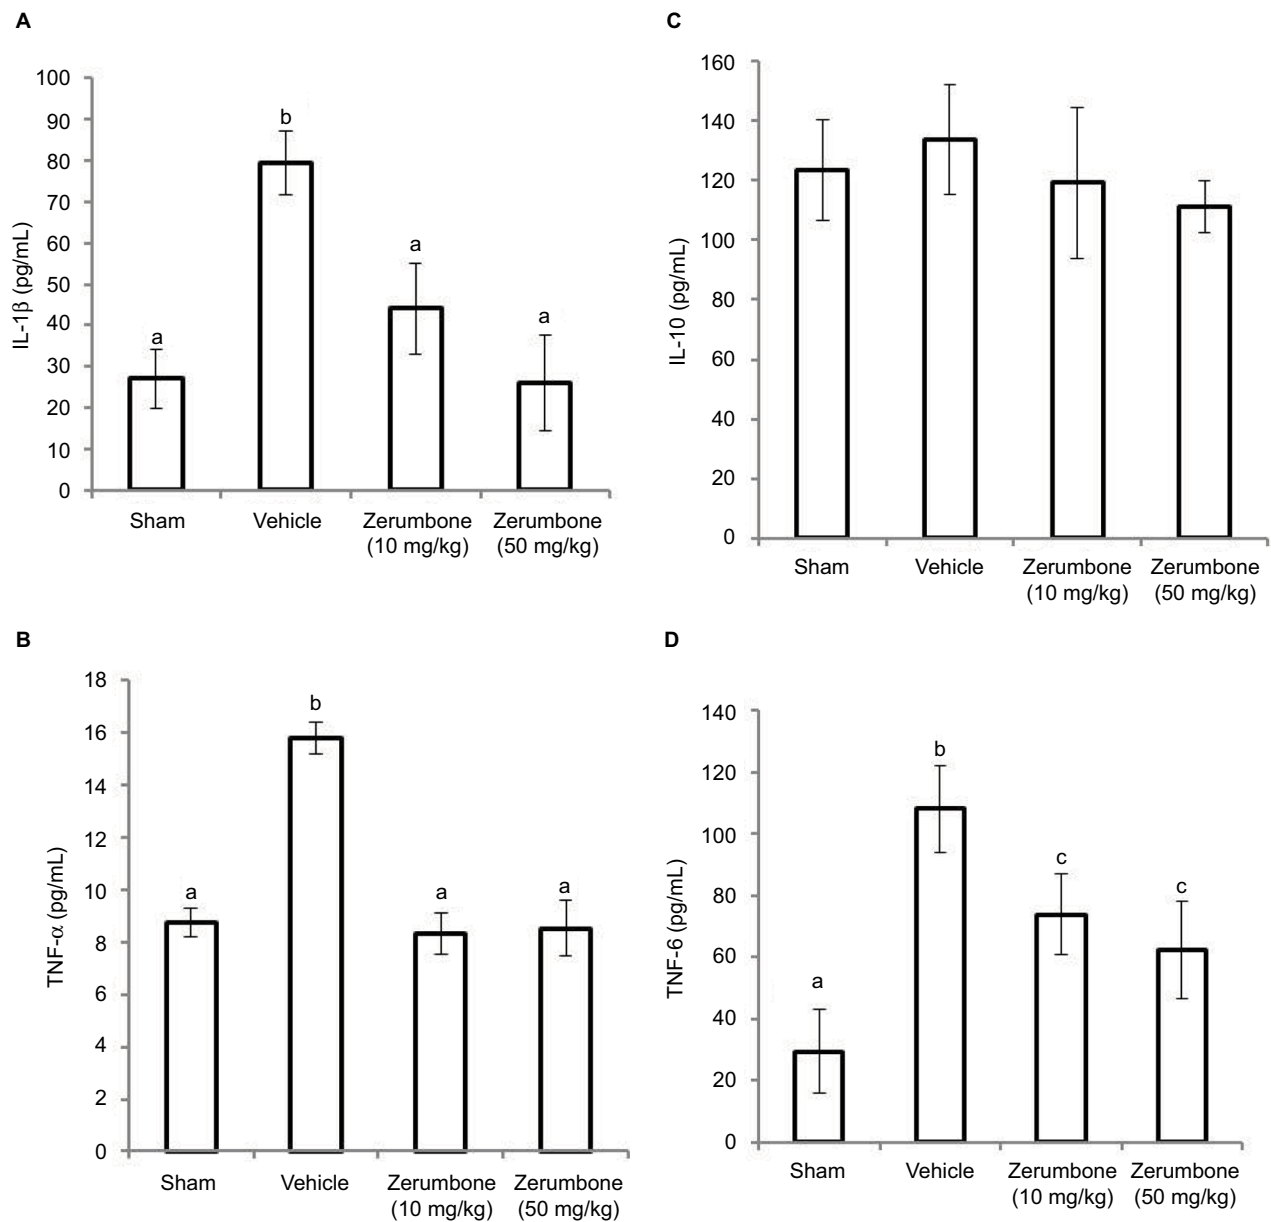 A
IL-1β (pg/mL)
100
90
80
70
60
50
40
30
20
10
0
a
b
a
a
Sham
Vehicle
Zerumbone
(10 mg/kg)
Zerumbone
(50 mg/kg)
C
IL-10 (pg/mL)
160
140
120
100
80
60
40
20
0
Sham
Vehicle
Zerumbone
(10 mg/kg)
Zerumbone
(50 mg/kg)
B
TNF-α (pg/mL)
18
16
14
12
10
8
6
4
2
0
a
b
a
a
Sham
Vehicle
Zerumbone
(10 mg/kg)
Zerumbone
(50 mg/kg)
D
TNF-6 (pg/mL)
140
120
100
80
60
40
20
0
a
b
c
c
Sham
Vehicle
Zerumbone
(10 mg/kg)
Zerumbone
(50 mg/kg)